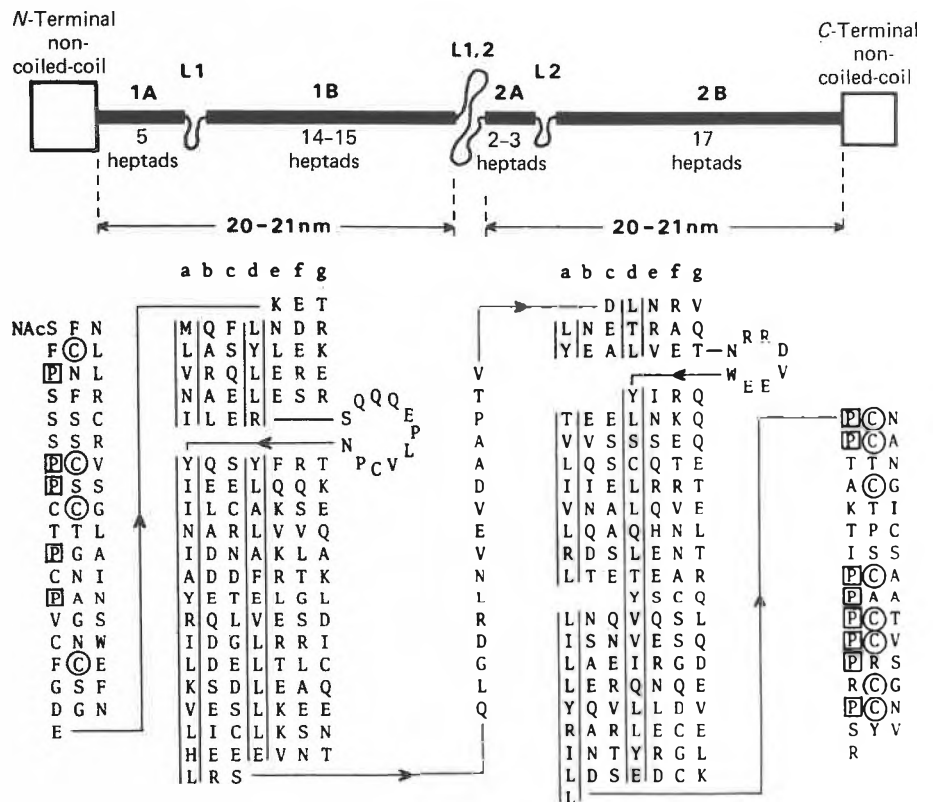 N-Terminal
non-
coiled-coil
C-Terminal
non-
coiled-coil
L1
L1,2
L2
1A
1B
2A
2B
5
heptads
14–15
heptads
2–3
heptads
17
heptads
20–21nm
20–21nm
NAcS F N
F C L
P N L
S F R
S S C
S S R
P C V
P S S
C C G
T T L
P G A
C N I
P A N
V G S
C N W
F C E
G S F
D G N
E
a b c d e f g
K E T
M Q F L N D R
L A S Y L E K
V R Q L E R E
N A E L E S R
I L E R
S Q Q Q E P L V C P N
Y Q S Y F R T
I E E L Q Q K
I L C A K S E
N A R L V V Q
I D N A K L A
A D D F R T K
Y E T E L G L
R Q L V E S D
I D G L R R I
L D E L T L C
K S D L E A Q
V E S L K E E
L I C L K S N
H E E E V N T
L R S
V
T
P
A
A
D
V
E
V
N
L
R
D
G
L
Q
a b c d e f g
D L N R V
L N E T R A Q
Y E A L V E T
N R R D V E E W
Y I R Q
T E E L N K Q
V V S S S E Q
L Q S C Q T E
I I E L R R T
V N A L Q V E
L Q A Q H N L
R D S L E N T
L T E T E A R
Y S C Q
L N Q V Q S L
I S N V E S Q
L A E I R G D
L E R Q N Q E
Y Q V L L D V
R A R L E C E
I N T Y R G L
L D S E D C K
L
P C N
P C A
T T N
A C G
K T I
T P C
I S S
P C A
P A A
P C T
P C V
P R S
R C G
P C N
S Y V
R